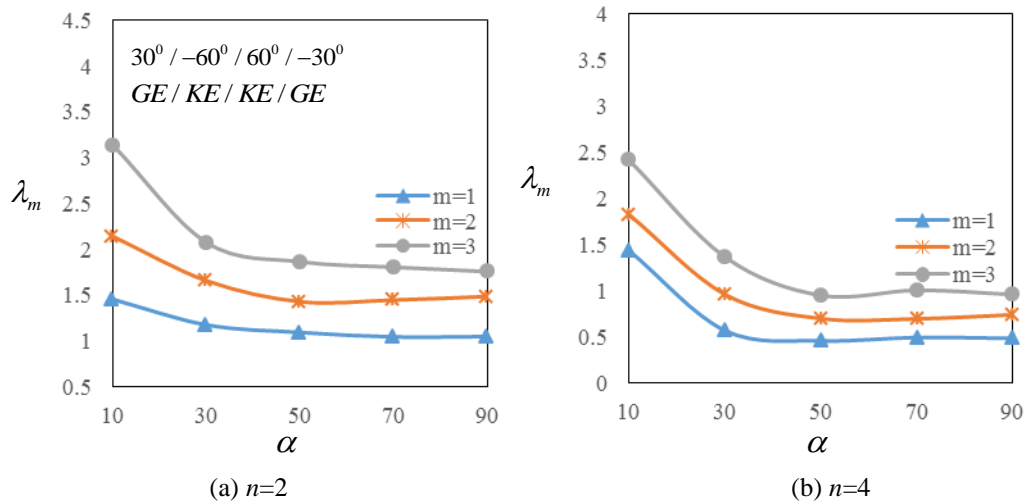 4.5
4
3.5
3
2.5
2
1.5
1
0.5
30⁰ / −60⁰ / 60⁰ / −30⁰
GE / KE / KE / GE
λm
m=1
m=2
m=3
10 30 50 70 90
α
(a) n=2
4
3.5
3
2.5
2
1.5
1
0.5
0
λm
m=1
m=2
m=3
10 30 50 70 90
α
(b) n=4